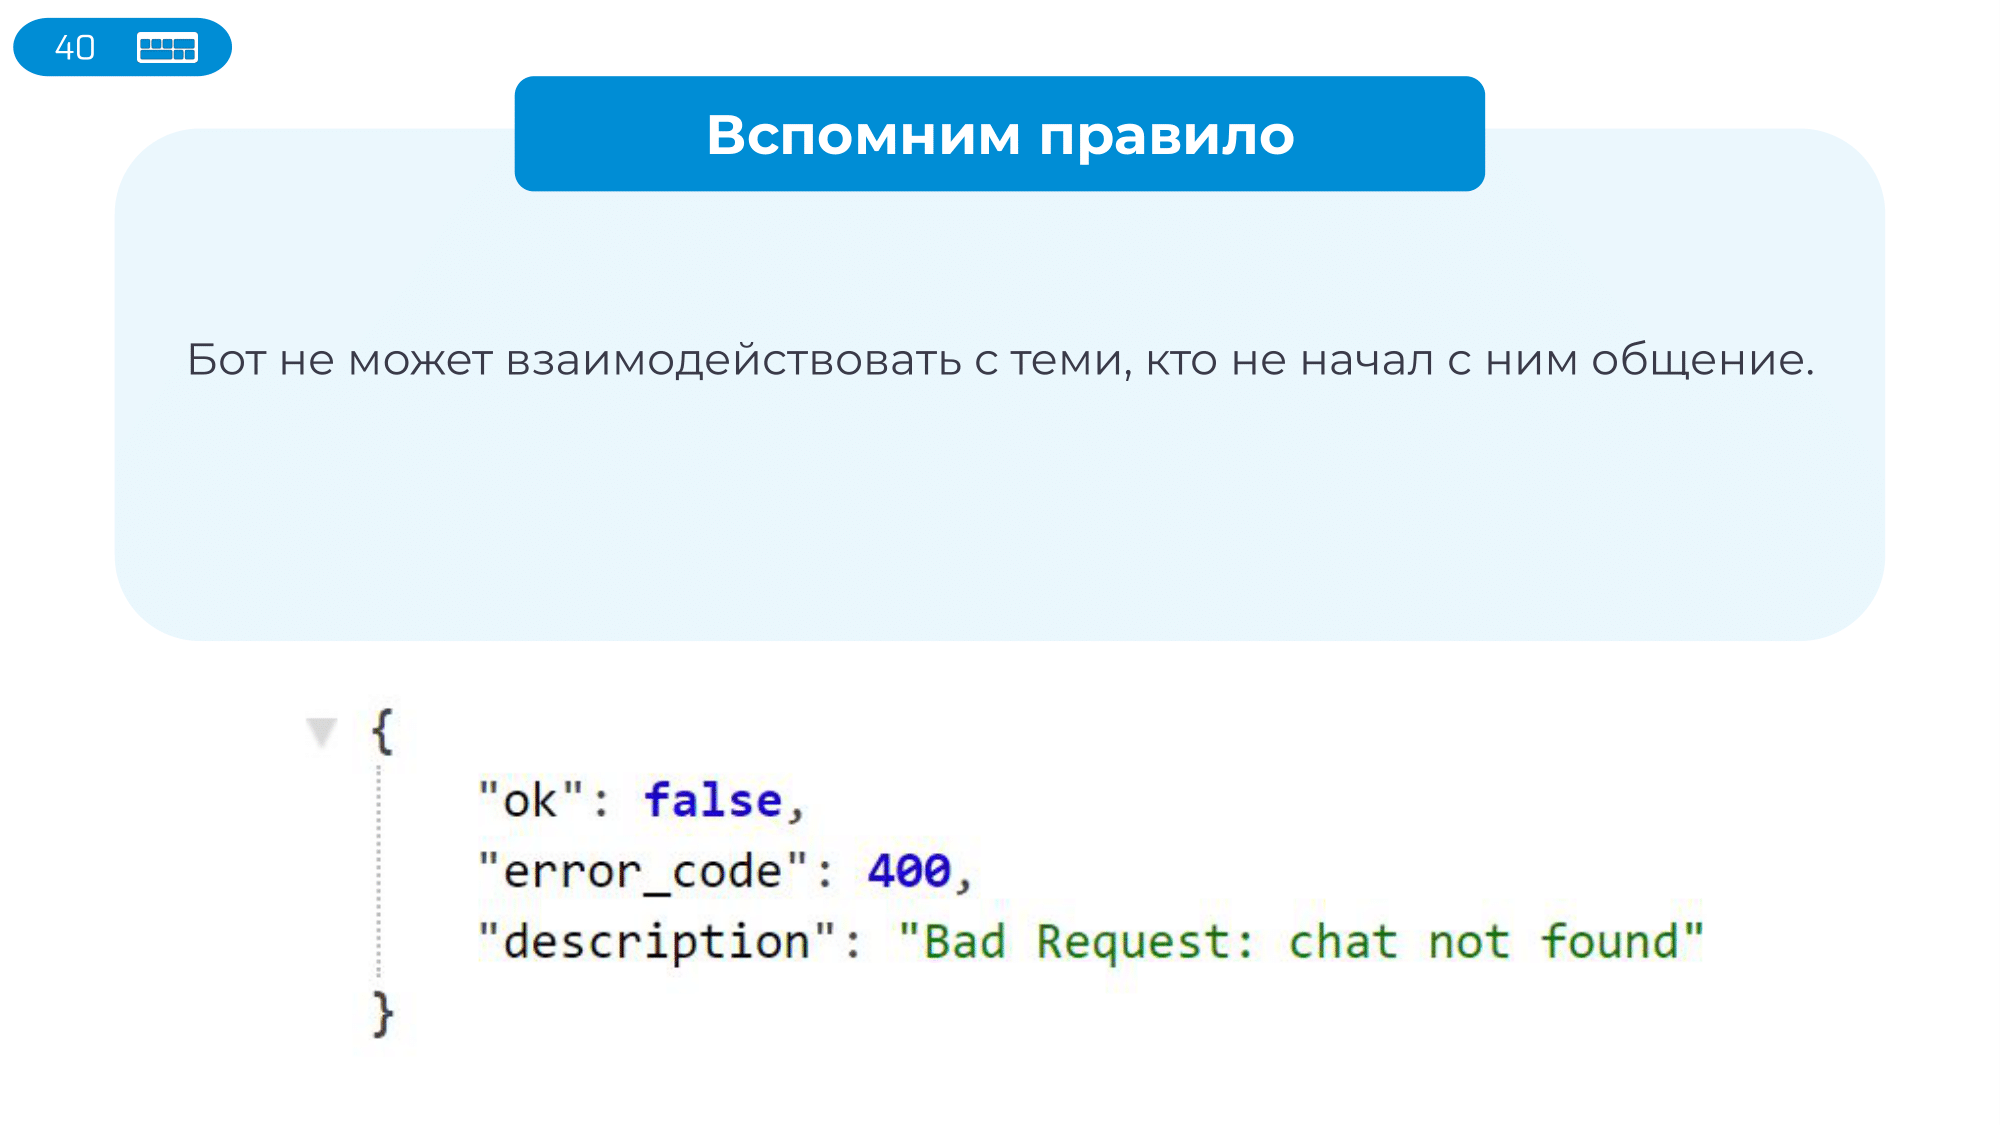 40
Вспомним правило
Бот не может взаимодействовать с теми, кто не начал с ним общение.
{
"ok": false,
"error_code": 400,
"description": "Bad Request: chat not found"
}